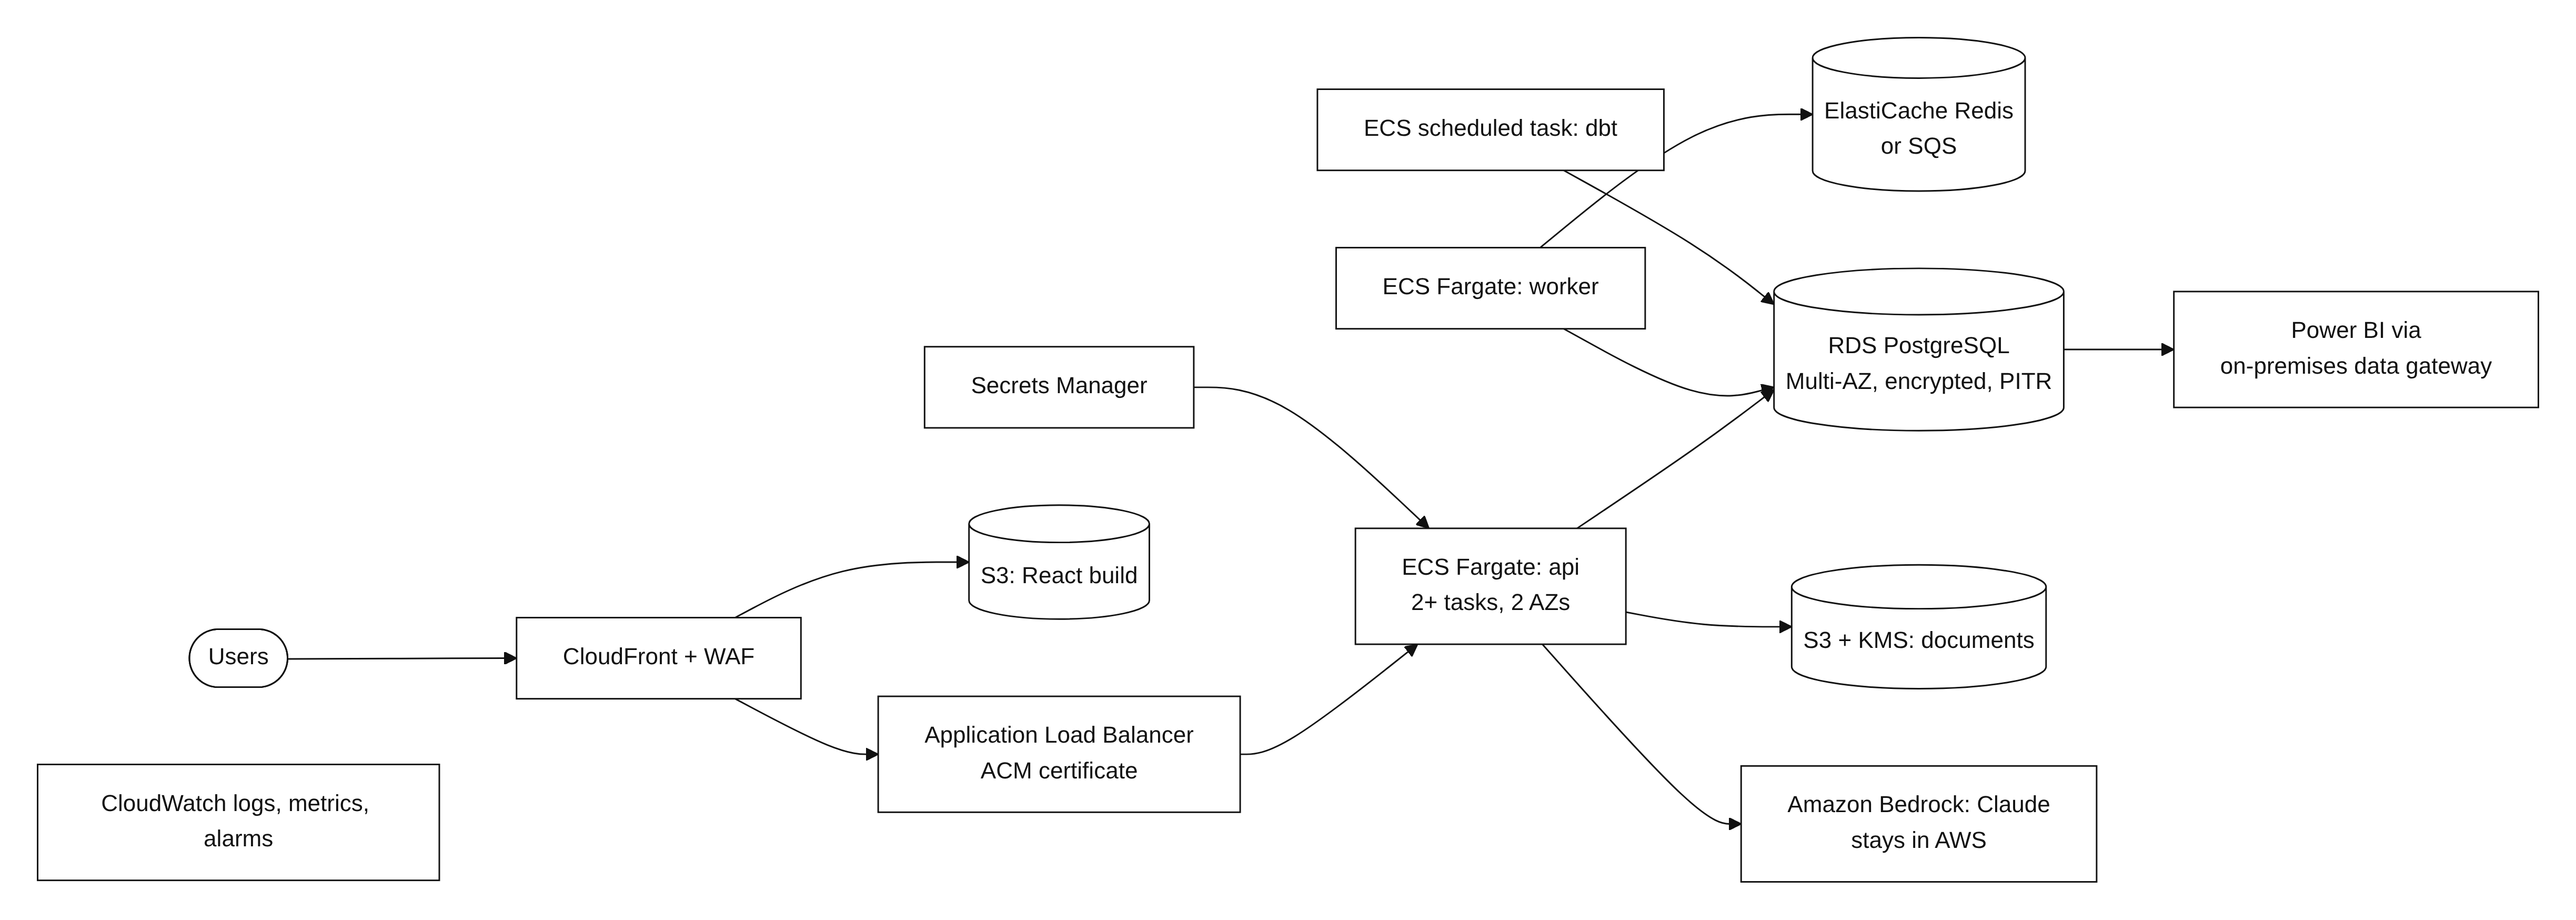 ECS scheduled task: dbt
ElastiCache Redis
or SQS
ECS Fargate: worker
RDS PostgreSQL
Multi-AZ, encrypted, PITR
Power BI via
on-premises data gateway
Secrets Manager
S3: React build
ECS Fargate: api
2+ tasks, 2 AZs
Users
CloudFront + WAF
S3 + KMS: documents
Application Load Balancer
ACM certificate
CloudWatch logs, metrics,
alarms
Amazon Bedrock: Claude
stays in AWS